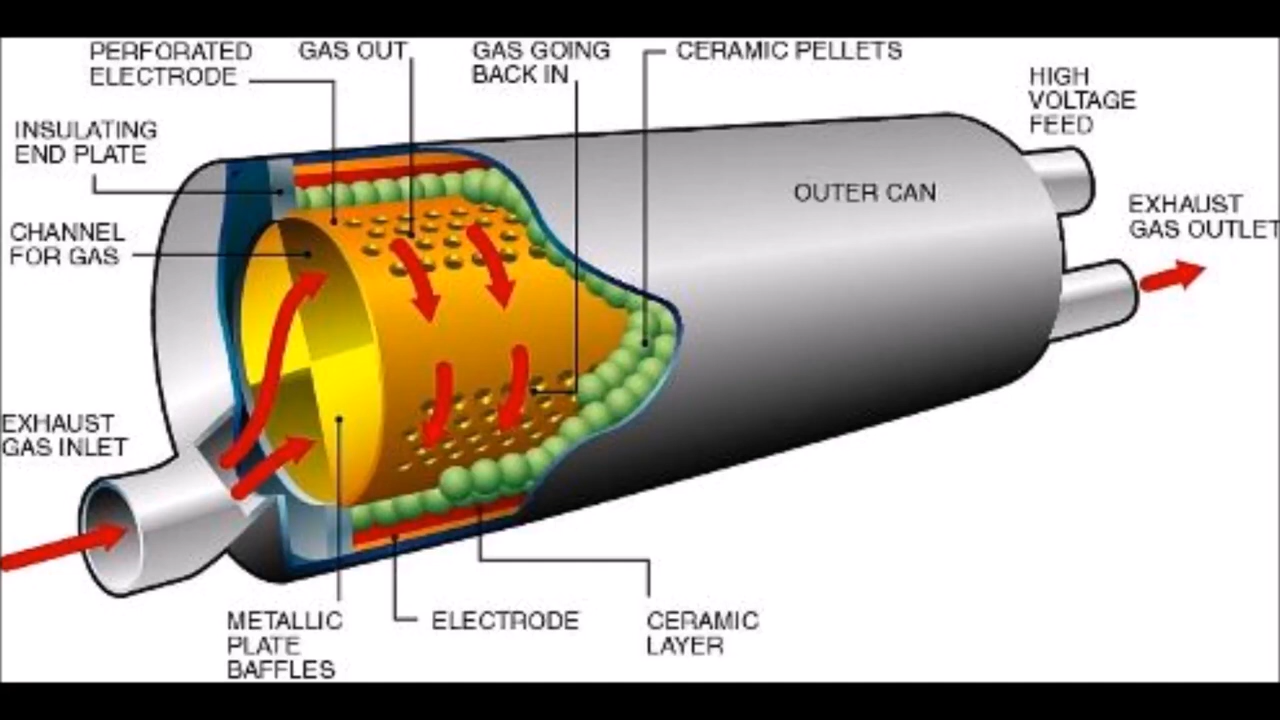 PERFORATED
ELECTRODE
GAS OUT
GAS GOING
BACK IN
CERAMIC PELLETS
HIGH
VOLTAGE
FEED
INSULATING
END PLATE
OUTER CAN
EXHAUST
GAS OUTLET
CHANNEL
FOR GAS
EXHAUST
GAS INLET
METALLIC
PLATE
BAFFLES
ELECTRODE
CERAMIC
LAYER